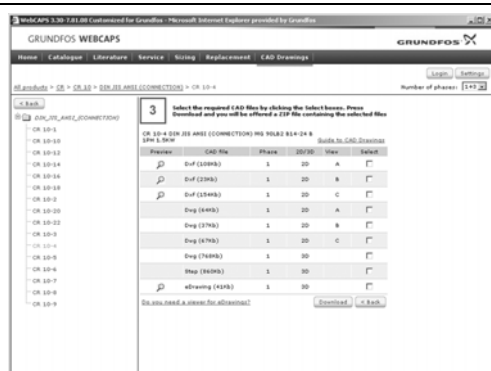 WebCAPS 3.30-7.01.00 Customized for Grundfos - Microsoft Internet Explorer provided by Grundfos
GRUNDFOS WEBCAPS
GRUNDFOS
Home Catalogue Literature Service Sizing Replacement CAD Drawings
Login Settings
All products > CR > CR 10 > DIN JIS ANSI (CONNECTION) > CR 10-4
Number of phases: 1+3
< Back
DIN_JIS_ANSI_(CONNECTION)
CR 10-1
CR 10-10
CR 10-12
CR 10-14
CR 10-16
CR 10-18
CR 10-2
CR 10-20
CR 10-22
CR 10-3
CR 10-4
CR 10-5
CR 10-6
CR 10-7
CR 10-8
CR 10-9
3 Select the required CAD files by clicking the Select boxes. Press
Download and you will be offered a ZIP file containing the selected files
CR 10-4 DIN JIS ANSI (CONNECTION) MG 90LB2 B14-24 B
1PH 1.5KW
Guide to CAD Drawings
Preview CAD file Phase 2D/3D View Select
Dxf (108Kb) 1 2D A
Dxf (23Kb) 1 2D B
Dxf (154Kb) 1 2D C
Dwg (64Kb) 1 2D A
Dwg (37Kb) 1 2D B
Dwg (67Kb) 1 2D C
Dwg (768Kb) 1 3D
Step (560Kb) 1 3D
eDrawing (41Kb) 1 3D
Do you need a viewer for eDrawings?
Download < Back